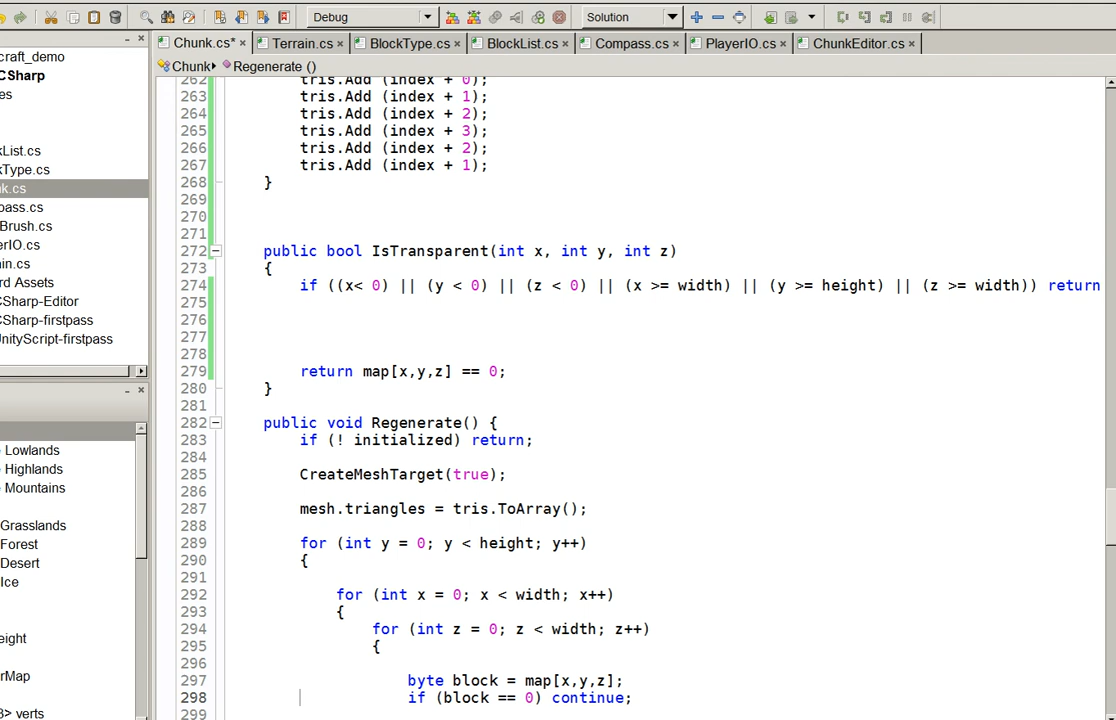 Debug
Solution
Chunk.cs*
Terrain.cs
BlockType.cs
BlockList.cs
Compass.cs
PlayerIO.cs
ChunkEditor.cs
Chunk
Regenerate ()
craft_demo
CSharp
es
kList.cs
kType.cs
nk.cs
pass.cs
Brush.cs
erIO.cs
in.cs
rd Assets
CSharp-Editor
CSharp-firstpass
UnityScript-firstpass
Lowlands
Highlands
Mountains
Grasslands
Forest
Desert
Ice
eight
rMap
3> verts
262 tris.Add (index + 0);
263 tris.Add (index + 1);
264 tris.Add (index + 2);
265 tris.Add (index + 3);
266 tris.Add (index + 2);
267 tris.Add (index + 1);
268 }
269
270
271
272 public bool IsTransparent(int x, int y, int z)
273 {
274 if ((x< 0) || (y < 0) || (z < 0) || (x >= width) || (y >= height) || (z >= width)) return
275
276
277
278
279 return map[x,y,z] == 0;
280 }
281
282 public void Regenerate() {
283 if (! initialized) return;
284
285 CreateMeshTarget(true);
286
287 mesh.triangles = tris.ToArray();
288
289 for (int y = 0; y < height; y++)
290 {
291
292 for (int x = 0; x < width; x++)
293 {
294 for (int z = 0; z < width; z++)
295 {
296
297 byte block = map[x,y,z];
298 if (block == 0) continue;
299